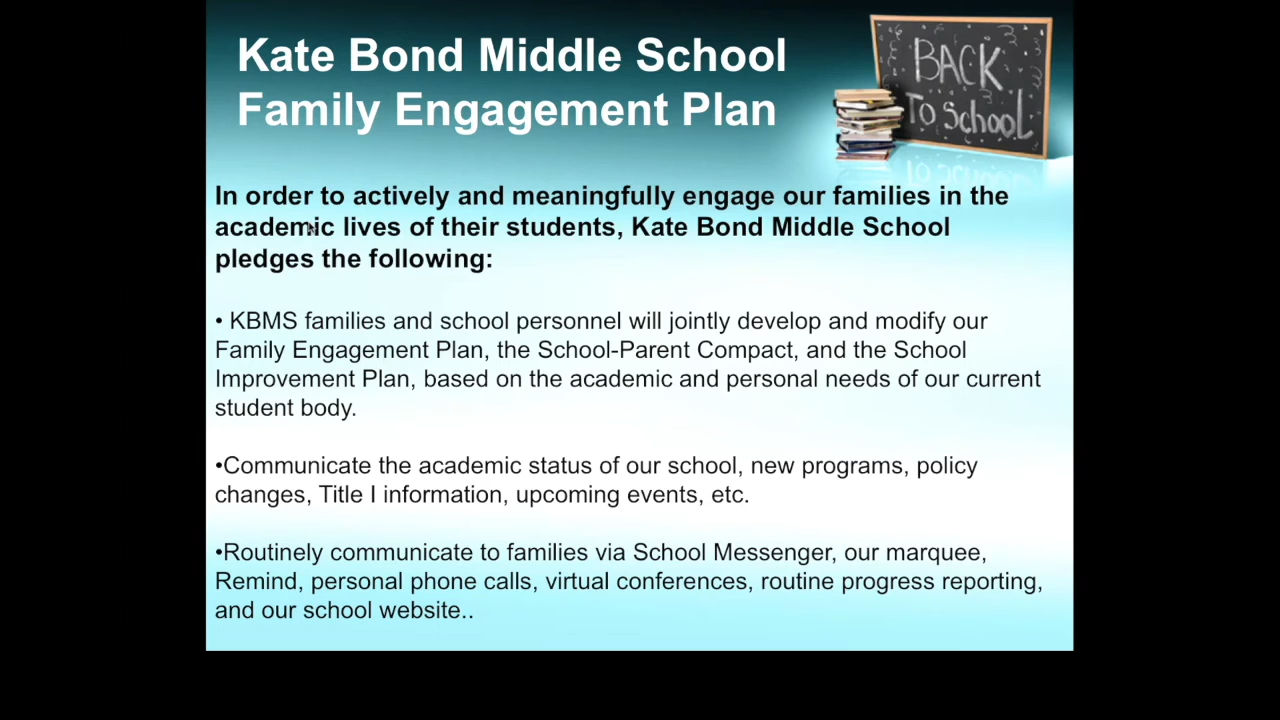 Kate Bond Middle School
Family Engagement Plan
BACK
To School
In order to actively and meaningfully engage our families in the
academic lives of their students, Kate Bond Middle School
pledges the following:
• KBMS families and school personnel will jointly develop and modify our
Family Engagement Plan, the School-Parent Compact, and the School
Improvement Plan, based on the academic and personal needs of our current
student body.
•Communicate the academic status of our school, new programs, policy
changes, Title I information, upcoming events, etc.
•Routinely communicate to families via School Messenger, our marquee,
Remind, personal phone calls, virtual conferences, routine progress reporting,
and our school website..